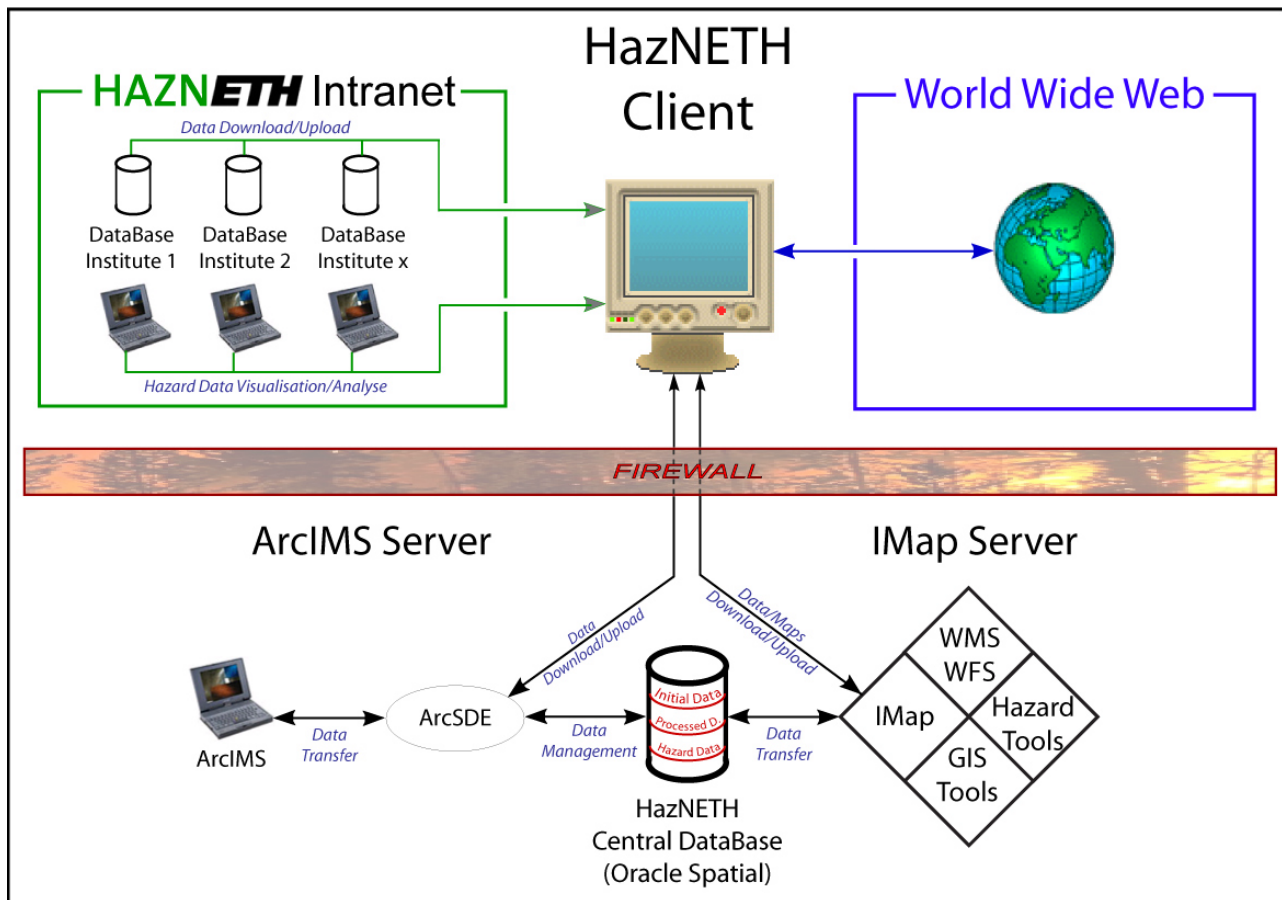 HazNETH
Client
HAZNETH Intranet
Data Download/Upload
DataBase
Institute 1
DataBase
Institute 2
DataBase
Institute x
Hazard Data Visualisation/Analyse
World Wide Web
FIREWALL
ArcIMS Server
IMap Server
Data
Download/Upload
Data/Maps
Download/Upload
ArcIMS
Data
Transfer
ArcSDE
Data
Management
Initial Data
Processed D.
Hazard Data
Data
Transfer
WMS
WFS
IMap
Hazard
Tools
GIS
Tools
HazNETH
Central DataBase
(Oracle Spatial)